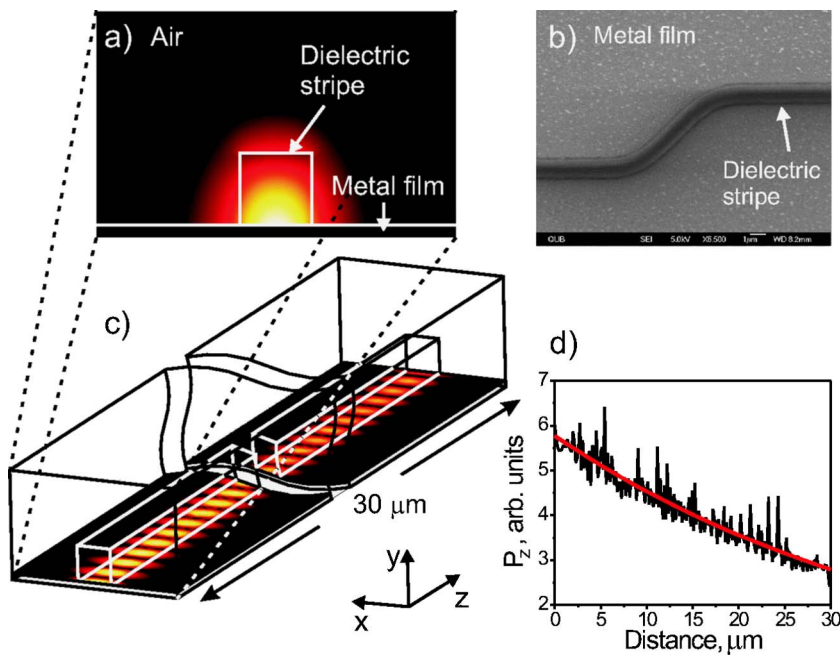 a) Air
Dielectric
stripe
Metal film
b) Metal film
Dielectric
stripe
QUB SEI 5.0kV X6,500 1μm WD 8.2mm
c)
30 μm
y
x
z
d)
7
6
5
4
3
2
P_z, arb. units
0 5 10 15 20 25 30
Distance, μm